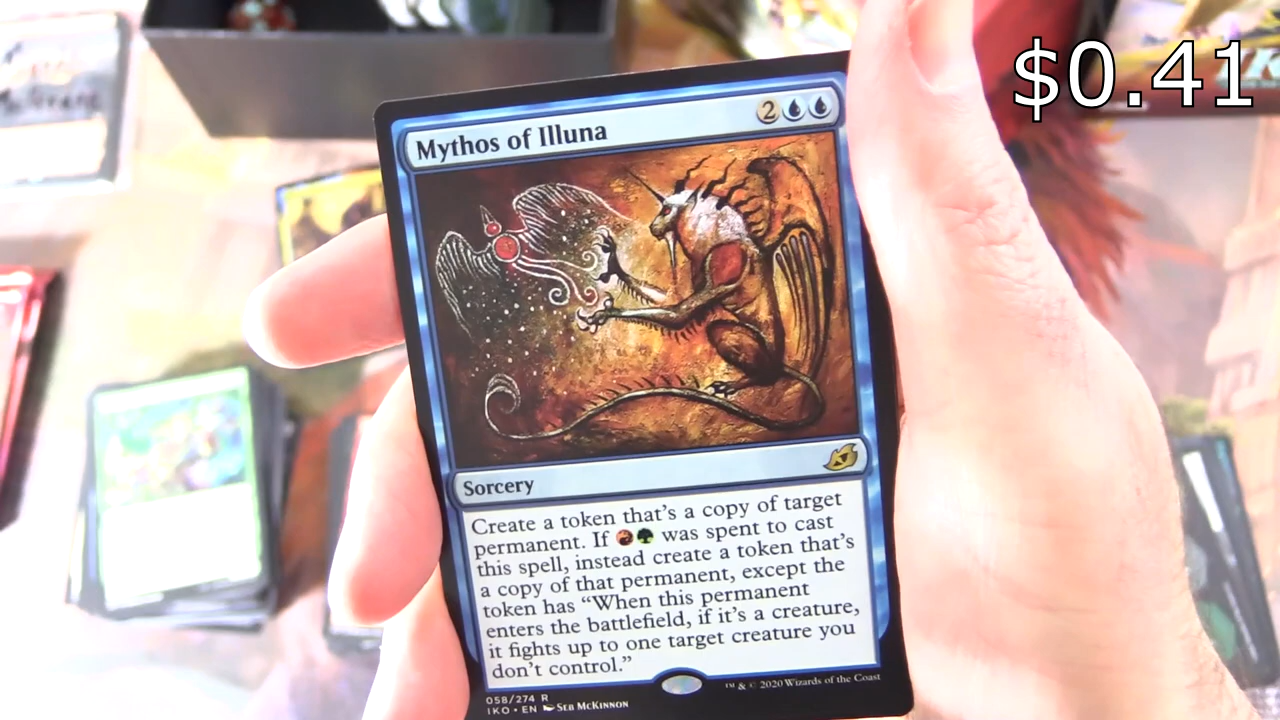 $0.41
Mythos of Illuna
2
Sorcery
Create a token that's a copy of target
permanent. If was spent to cast
this spell, instead create a token that's
a copy of that permanent, except the
token has “When this permanent
enters the battlefield, if it's a creature,
it fights up to one target creature you
don't control.”
058/274 R
IKO • EN SEB MCKINNON
™ & © 2020 Wizards of the Coast